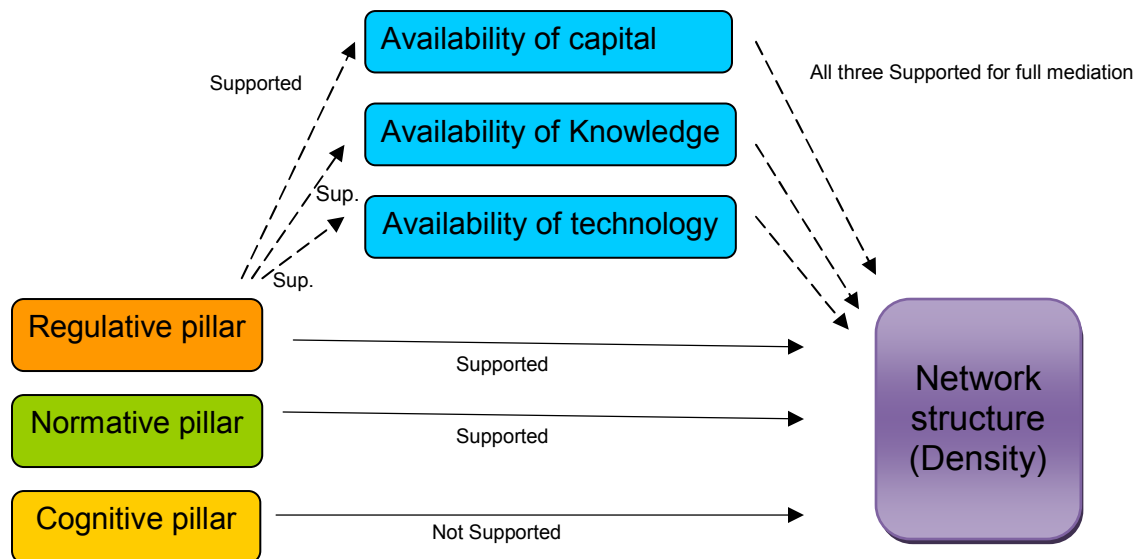 Availability of capital
All three Supported for full mediation
Supported
Availability of Knowledge
Sup.
Availability of technology
Sup.
Regulative pillar
Supported
Normative pillar
Supported
Cognitive pillar
Not Supported
Network
structure
(Density)